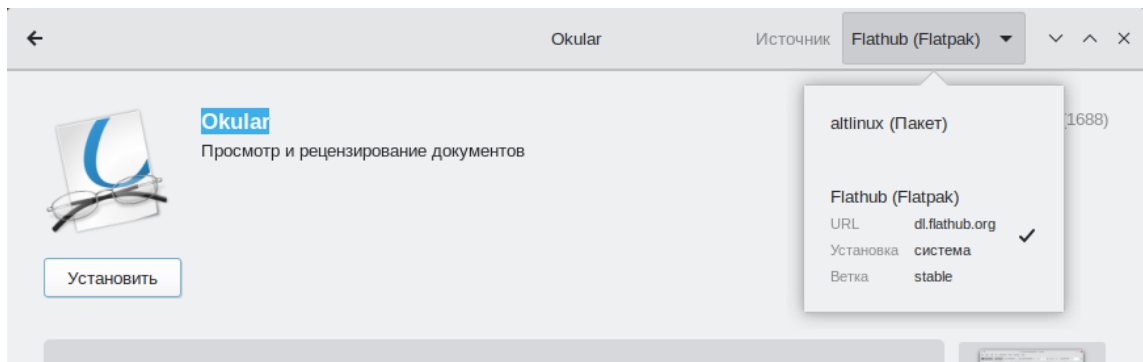 Okular
Источник
Flathub (Flatpak)
Okular
Просмотр и рецензирование документов
1688)
Установить
altlinux (Пакет)
Flathub (Flatpak)
URL dl.flathub.org
Установка система
Ветка stable